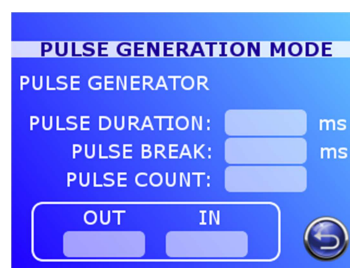 PULSE GENERATION MODE
PULSE GENERATOR
PULSE DURATION: ms
PULSE BREAK: ms
PULSE COUNT:
OUT IN